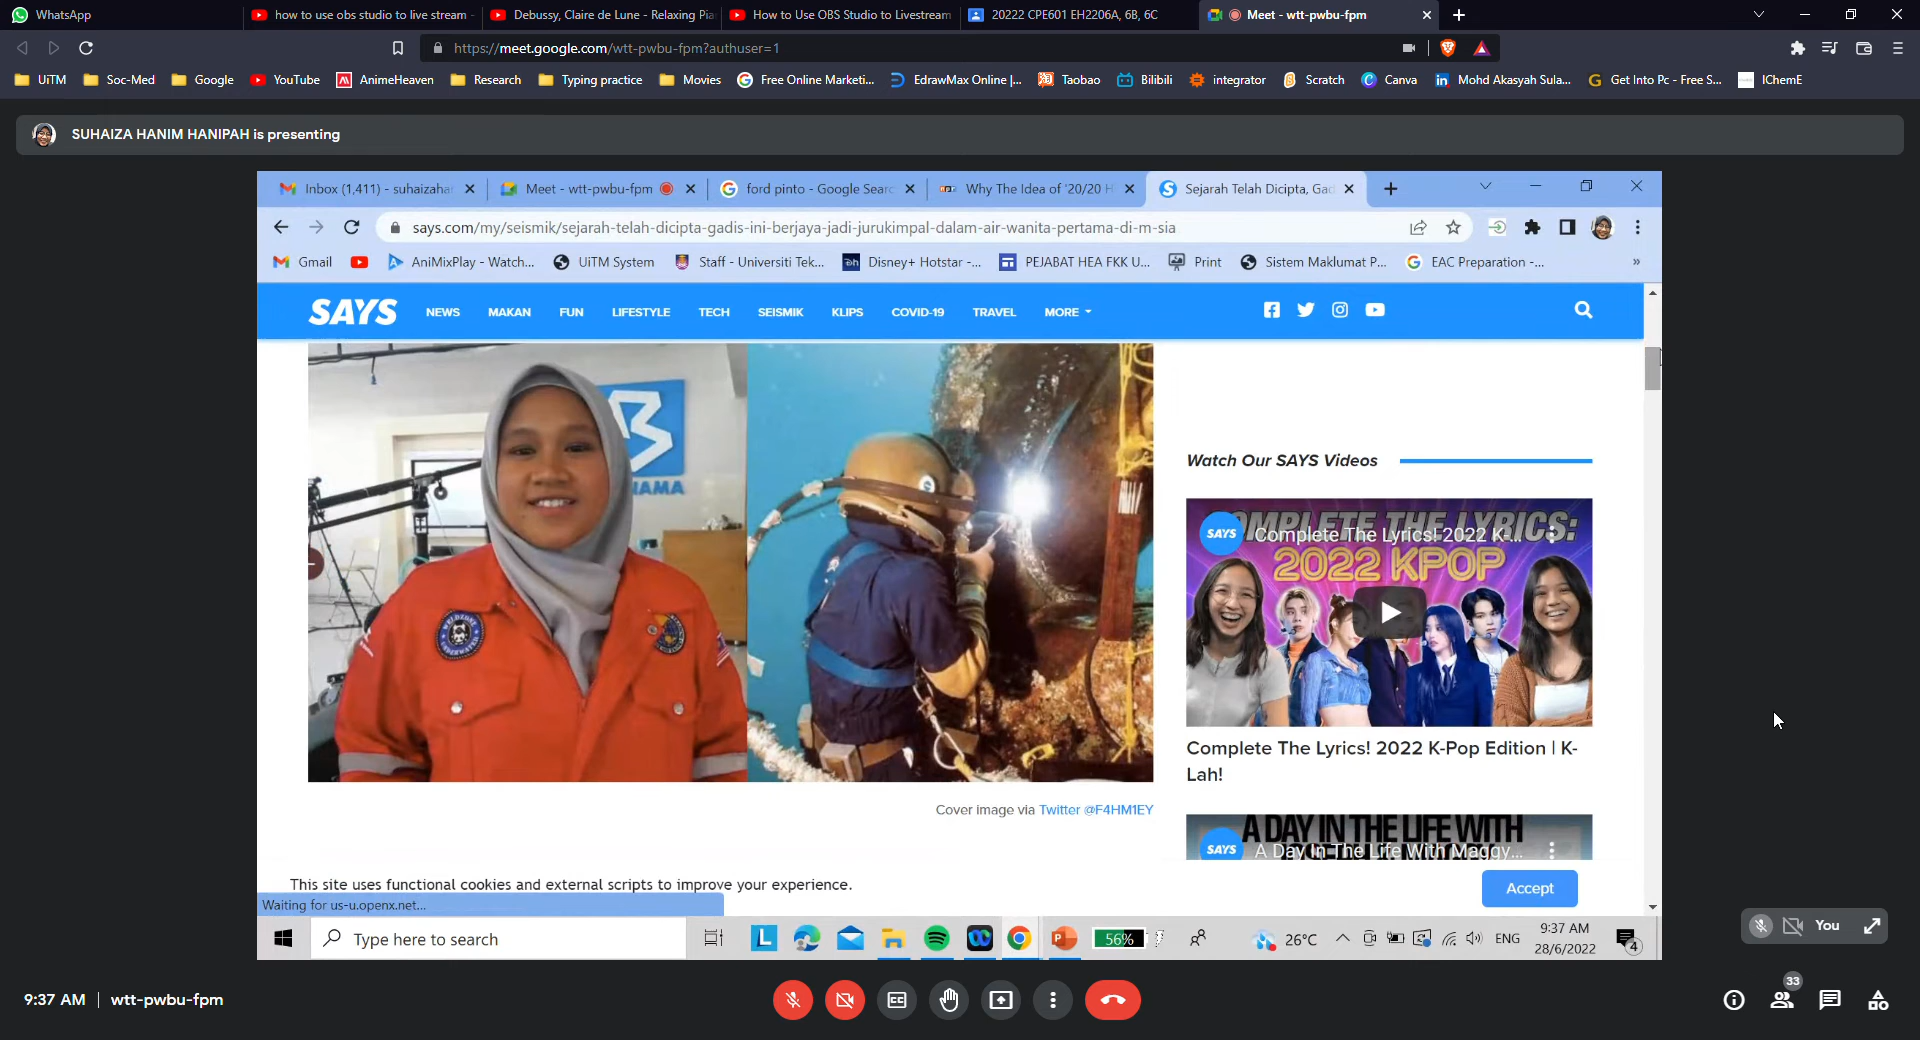 WhatsApp
how to use obs studio to live stream -
Debussy, Claire de Lune - Relaxing Pia
How to Use OBS Studio to Livestream
20222 CPE601 EH2206A, 6B, 6C
Meet - wtt-pwbu-fpm
https://meet.google.com/wtt-pwbu-fpm?authuser=1
UiTM
Soc-Med
Google
YouTube
AnimeHeaven
Research
Typing practice
Movies
Free Online Marketi...
EdrawMax Online |...
Taobao
Bilibili
integrator
Scratch
Canva
Mohd Akasyah Sula...
Get Into Pc - Free S...
IChemE
SUHAIZA HANIM HANIPAH is presenting
Inbox (1,411) - suhaizaha
Meet - wtt-pwbu-fpm
ford pinto - Google Searc
Why The Idea of '20/20 H
Sejarah Telah Dicipta, Gad
says.com/my/seismik/sejarah-telah-dicipta-gadis-ini-berjaya-jadi-jurukimpal-dalam-air-wanita-pertama-di-m-sia
Gmail
AniMixPlay - Watch...
UiTM System
Staff - Universiti Tek...
Disney+ Hotstar -...
PEJABAT HEA FKK U...
Print
Sistem Maklumat P...
EAC Preparation -...
»
SAYS
NEWS
MAKAN
FUN
LIFESTYLE
TECH
SEISMIK
KLIPS
COVID-19
TRAVEL
MORE
Watch Our SAYS Videos
SAYS
Complete The Lyrics! 2022 K-...
COMPLETE THE LYRICS:
2022 KPOP
Complete The Lyrics! 2022 K-Pop Edition | K-
Lah!
Cover image via Twitter @F4HM1EY
A DAY IN THE LIFE WITH
SAYS
A Day In The Life With Maggy...
This site uses functional cookies and external scripts to improve your experience.
Accept
Waiting for us-u.openx.net...
Type here to search
56%
26°C
ENG
9:37 AM
28/6/2022
4
You
9:37 AM | wtt-pwbu-fpm
33